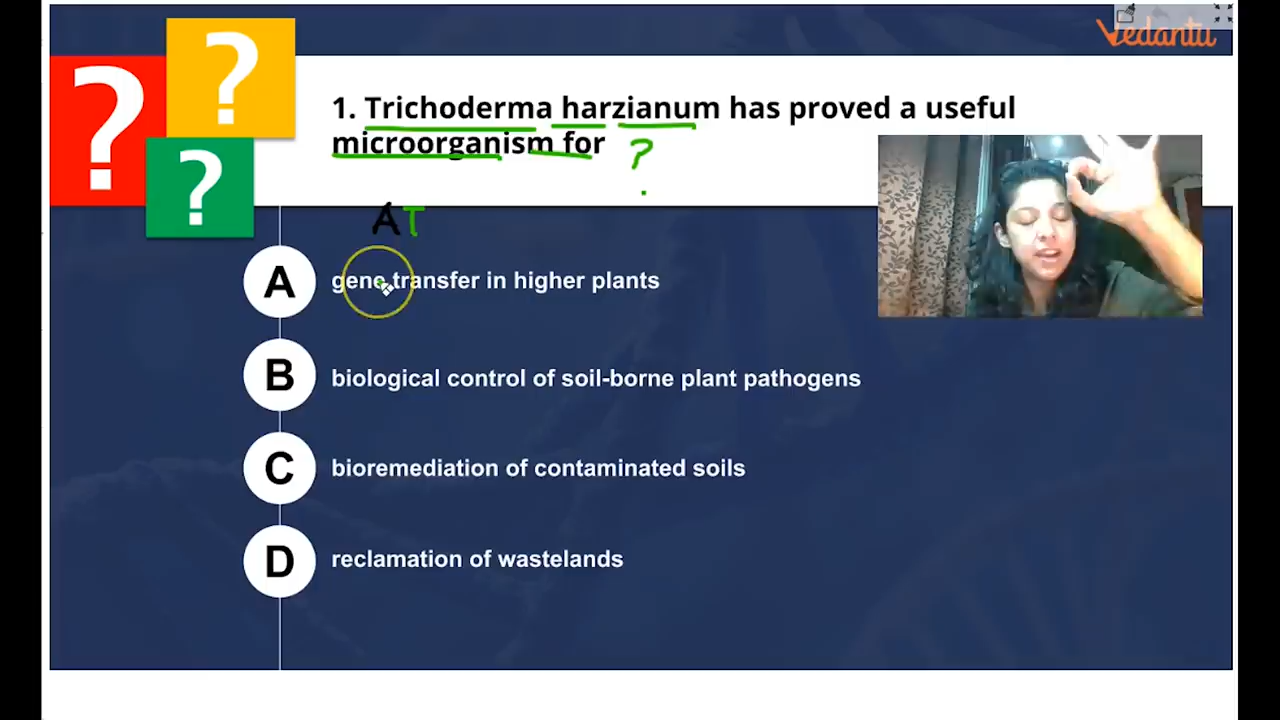 Vedantu
? ? ?
1. Trichoderma harzianum has proved a useful
microorganism for
?
A T
A gene transfer in higher plants
B biological control of soil-borne plant pathogens
C bioremediation of contaminated soils
D reclamation of wastelands